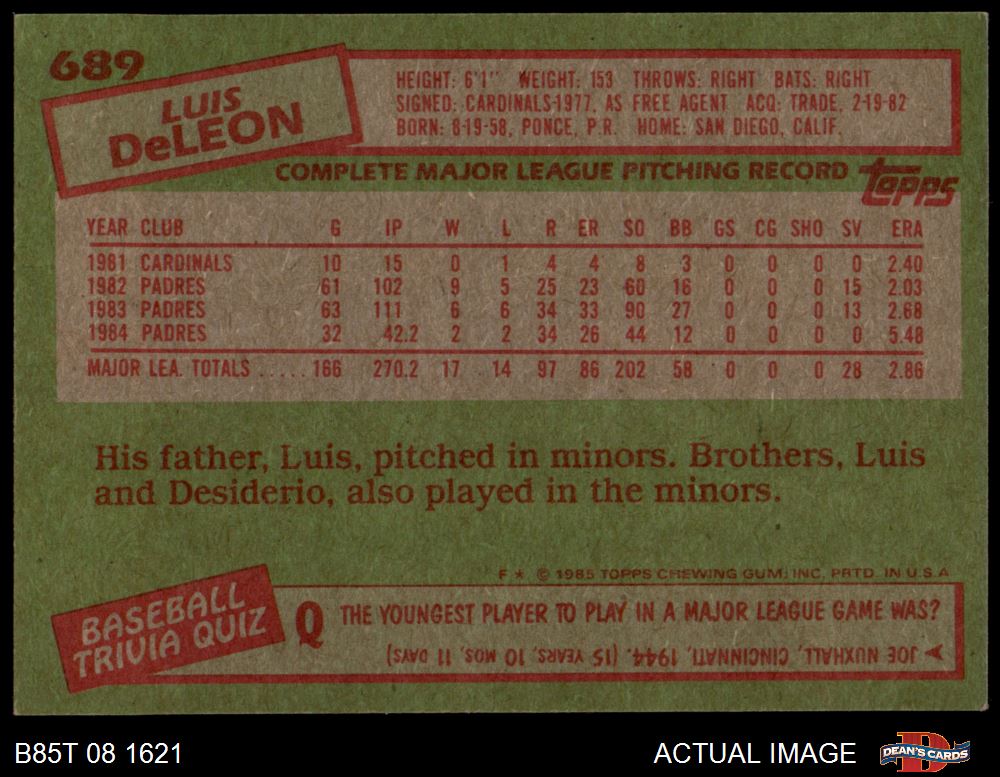 689
LUIS
DeLEON
HEIGHT: 6'1" WEIGHT: 153 THROWS: RIGHT BATS: RIGHT
SIGNED: CARDINALS-1977, AS FREE AGENT ACQ: TRADE, 2-19-82
BORN: 8-19-58, PONCE, P.R. HOME: SAN DIEGO, CALIF.
COMPLETE MAJOR LEAGUE PITCHING RECORD
topps
YEAR CLUB G IP W L R ER SO BB GS CG SHO SV ERA
1981 CARDINALS 10 15 0 1 4 4 8 3 0 0 0 0 2.40
1982 PADRES 61 102 9 5 25 23 60 16 0 0 0 15 2.03
1983 PADRES 63 111 6 6 34 33 90 27 0 0 0 13 2.68
1984 PADRES 32 42.2 2 2 34 26 44 12 0 0 0 0 5.48
MAJOR LEA. TOTALS ..... 166 270.2 17 14 97 86 202 58 0 0 0 28 2.86
His father, Luis, pitched in minors. Brothers, Luis
and Desiderio, also played in the minors.
F * © 1985 TOPPS CHEWING GUM, INC. PRTD. IN U.S.A
BASEBALL
TRIVIA QUIZ
Q THE YOUNGEST PLAYER TO PLAY IN A MAJOR LEAGUE GAME WAS?
JOE NUXHALL, CINCINNATI, 1944. (15 YEARS, 10 MOS, 11 DAYS)
B85T 08 1621
ACTUAL IMAGE
D
DEAN'S CARDS